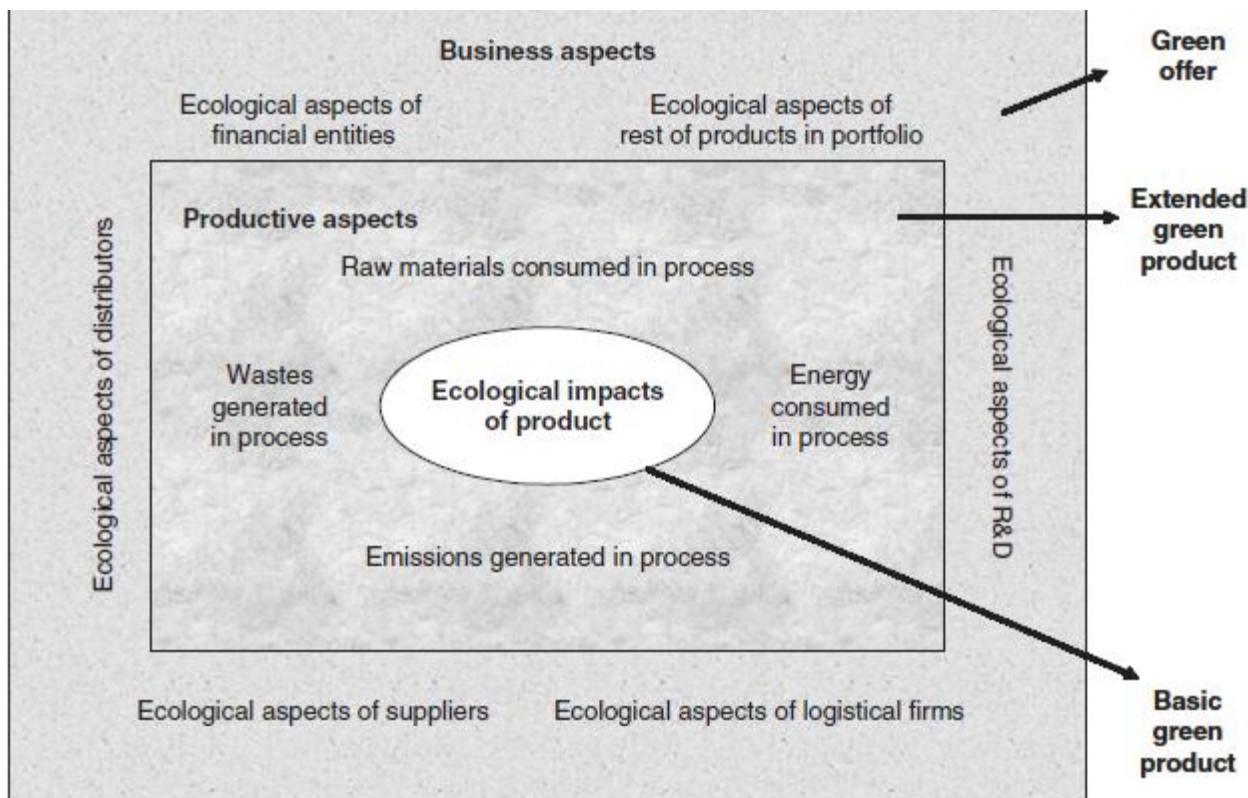 Business aspects
Green
offer
Ecological aspects of
financial entities
Ecological aspects of
rest of products in portfolio
Productive aspects
Extended
green
product
Raw materials consumed in process
Ecological aspects of distributors
Wastes
generated
in process
Ecological impacts
of product
Energy
consumed
in process
Ecological aspects of R&D
Emissions generated in process
Ecological aspects of suppliers
Ecological aspects of logistical firms
Basic
green
product